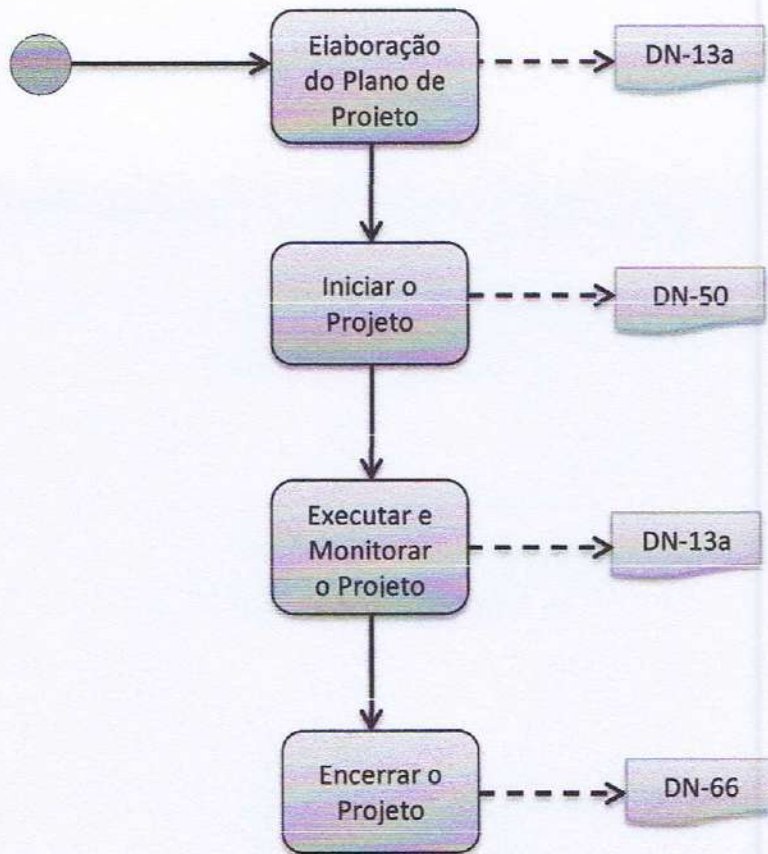 Elaboração
do Plano de
Projeto
DN-13a
Iniciar o
Projeto
DN-50
Executar e
Monitorar
o Projeto
DN-13a
Encerrar o
Projeto
DN-66